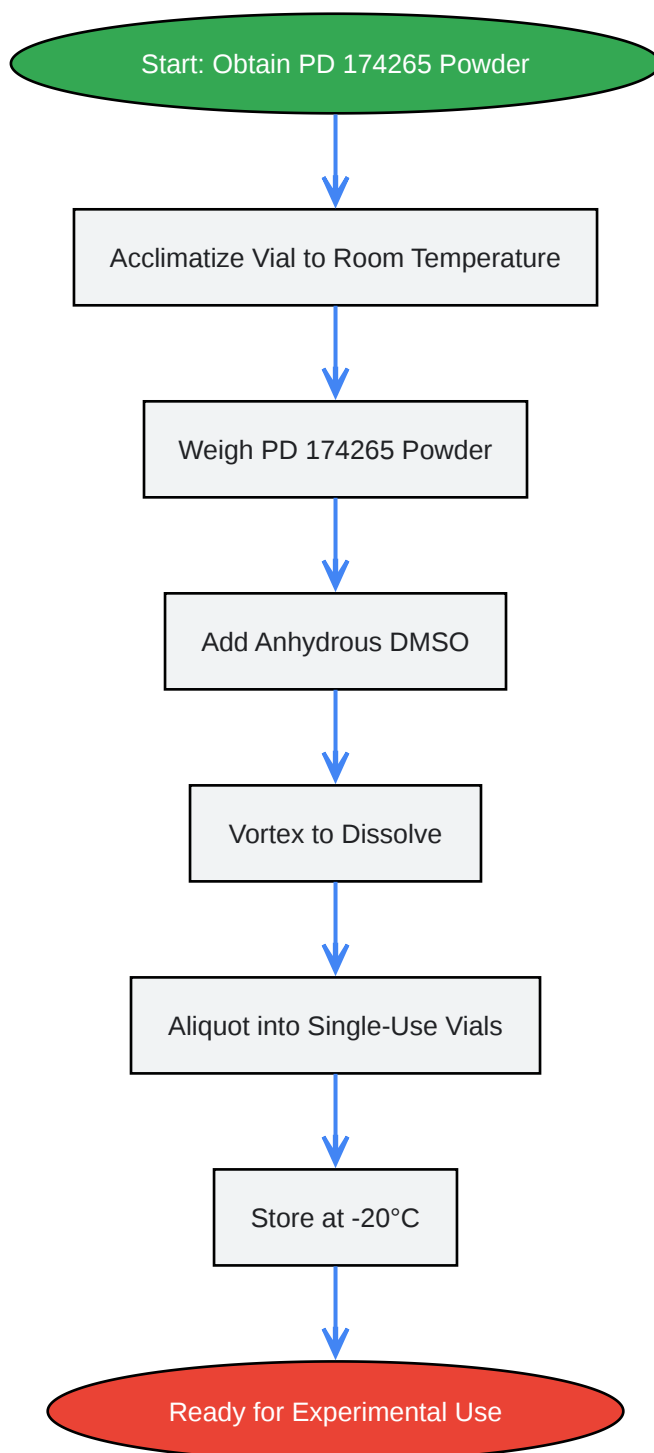 Start: Obtain PD 174265 Powder
Acclimatize Vial to Room Temperature
Weigh PD 174265 Powder
Add Anhydrous DMSO
Vortex to Dissolve
Aliquot into Single-Use Vials
Store at -20°C
Ready for Experimental Use